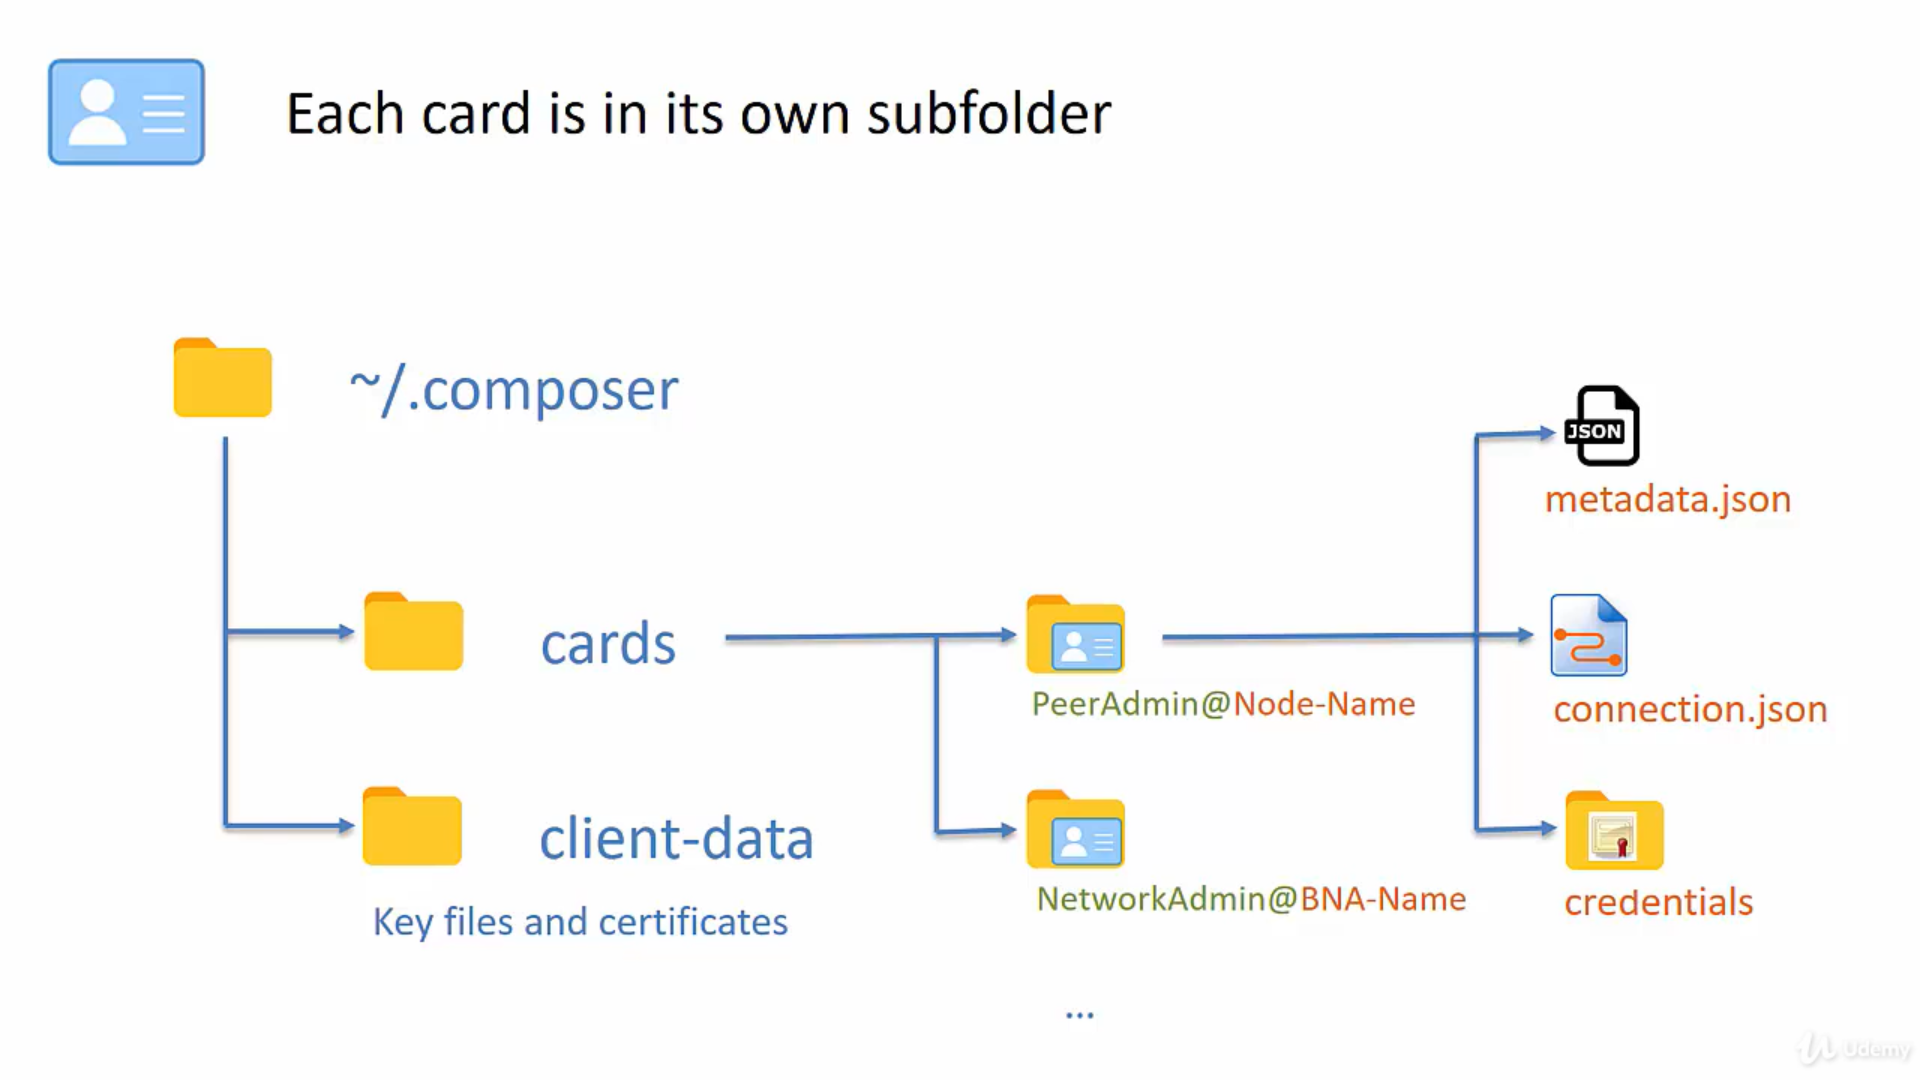 Each card is in its own subfolder
~/.composer
JSON
metadata.json
cards
PeerAdmin@Node-Name
connection.json
client-data
NetworkAdmin@BNA-Name
credentials
Key files and certificates
...
Udemy